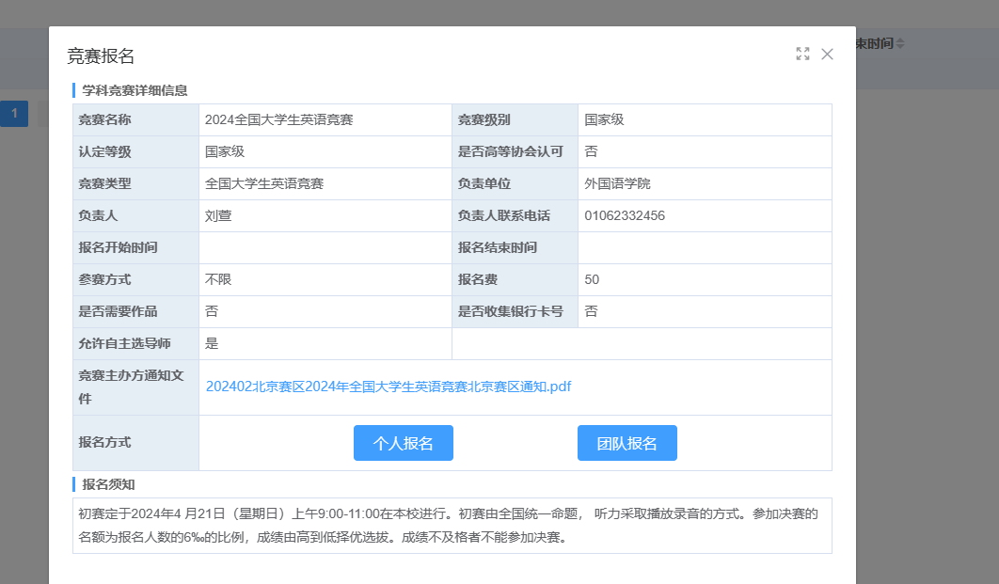 束时间
1
竞赛报名
学科竞赛详细信息
竞赛名称 2024全国大学生英语竞赛 竞赛级别 国家级
认定等级 国家级 是否高等协会认可 否
竞赛类型 全国大学生英语竞赛 负责单位 外国语学院
负责人 刘萱 负责人联系电话 01062332456
报名开始时间 报名结束时间
参赛方式 不限 报名费 50
是否需要作品 否 是否收集银行卡号 否
允许自主选导师 是
竞赛主办方通知文
件
202402北京赛区2024年全国大学生英语竞赛北京赛区通知.pdf
报名方式 个人报名 团队报名
报名须知
初赛定于2024年4 月21日（星期日）上午9:00-11:00在本校进行。初赛由全国统一命题， 听力采取播放录音的方式。参加决赛的
名额为报名人数的6‰的比例，成绩由高到低择优选拔。成绩不及格者不能参加决赛。